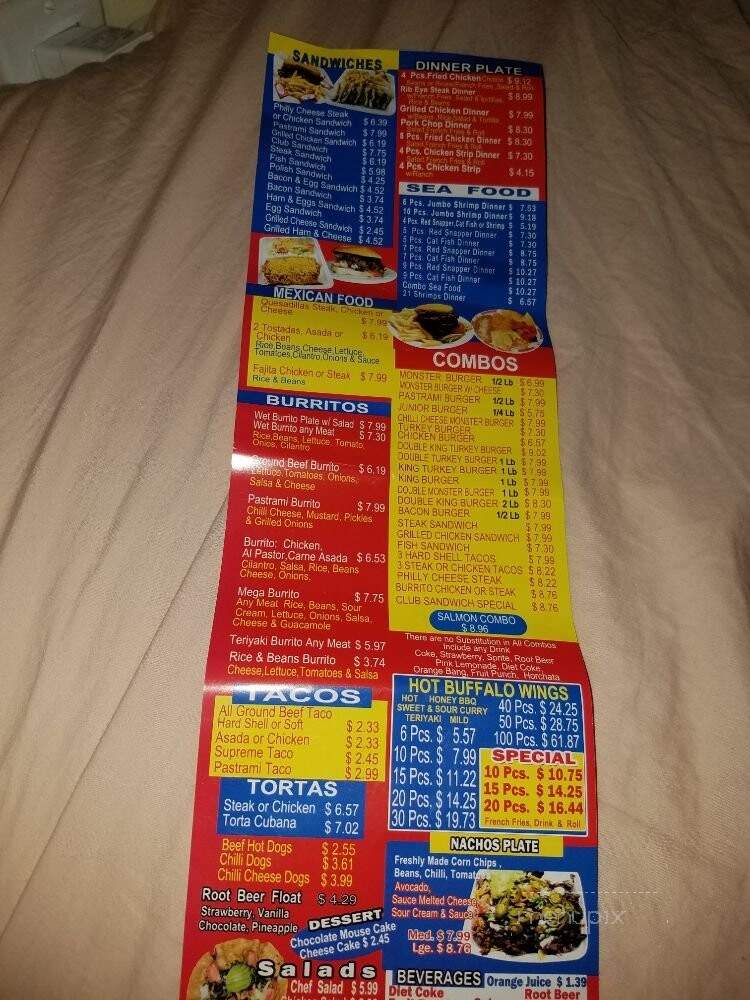 SANDWICHES
Philly Cheese Steak
or Chicken Sandwich $ 6.39
Pastrami Sandwich $ 7.99
Grilled Chicken Sandwich $ 6.19
Club Sandwich $ 7.75
Steak Sandwich $ 6.19
Fish Sandwich $ 5.98
Polish Sandwich $ 4.25
Bacon & Egg Sandwich $ 4.52
Bacon Sandwich $ 3.74
Ham & Eggs Sandwich $ 4.52
Egg Sandwich $ 3.74
Grilled Cheese Sandwich $ 2.45
Grilled Ham & Cheese $ 4.52
MEXICAN FOOD
Quesadillas Steak, Chicken or
Cheese $ 7.99
2 Tostadas, Asada or $ 6.19
Chicken
Rice,Beans,Cheese,Lettuce,
Tomatoes,Cilantro,Onions & Sauce
Fajita Chicken or Steak $ 7.99
Rice & Beans
BURRITOS
Wet Burrito Plate w/ Salad $ 7.99
Wet Burrito any Meat $ 7.30
Rice,Beans, Lettuce, Tomato,
Onios, Cilantro
Ground Beef Burrito $ 6.19
Lettuce,Tomatoes, Onions,
Salsa & Cheese
Pastrami Burrito $ 7.99
Chilli Cheese, Mustard, Pickles
& Grilled Onions
Burrito: Chicken,
Al Pastor,Carne Asada $ 6.53
Cilantro, Salsa, Rice, Beans
Cheese, Onions,
Mega Burrito $ 7.75
Any Meat Rice, Beans, Sour
Cream, Lettuce, Onions, Salsa,
Cheese & Guacamole
Teriyaki Burrito Any Meat $ 5.97
Rice & Beans Burrito $ 3.74
Cheese,Lettuce,Tomatoes & Salsa
TACOS
All Ground Beef Taco
Hard Shell or Soft $ 2.33
Asada or Chicken $ 2.33
Supreme Taco $ 2.45
Pastrami Taco $ 2.99
TORTAS
Steak or Chicken $ 6.57
Torta Cubana $ 7.02
Beef Hot Dogs $ 2.55
Chilli Dogs $ 3.61
Chilli Cheese Dogs $ 3.99
Root Beer Float $ 4.29
Strawberry, Vanilla
Chocolate, Pineapple
DESSERT
Chocolate Mouse Cake
Cheese Cake $ 2.45
Salads
Chef Salad $ 5.99
DINNER PLATE
4 Pcs.Fried Chicken $ 9.12
Rib Eye Steak Dinner $ 8.99
Rice & Beans
Grilled Chicken Dinner $ 7.99
Pork Chop Dinner $ 8.30
Salad,French Fries & Roll
6 Pcs. Fried Chicken Dinner $ 8.30
Salad,French Fries & Roll
4 Pcs. Chicken Strip Dinner $ 7.30
Salad,French Fries & Roll
4 Pcs. Chicken Strip $ 4.15
w/Ranch
SEA FOOD
6 Pcs. Jumbo Shrimp Dinner $ 7.53
10 Pcs. Jumbo Shrimp Dinner $ 9.18
4 Pcs. Red Snapper,Cat Fish or Shrimp $ 5.19
5 Pcs. Red Snapper Dinner $ 7.30
5 Pcs. Cat Fish Dinner $ 7.30
7 Pcs. Red Snapper Dinner $ 8.75
7 Pcs. Cat Fish Dinner $ 8.75
9 Pcs. Red Snapper Dinner $ 10.27
9 Pcs. Cat Fish Dinner $ 10.27
Combo Sea Food $ 10.27
21 Shrimps Dinner $ 6.57
COMBOS
MONSTER BURGER 1/2 Lb $ 6.99
MONSTER BURGER W/ CHEESE $ 7.30
PASTRAMI BURGER 1/2 Lb $ 7.99
JUNIOR BURGER 1/4 Lb $ 5.75
CHILLI CHEESE MONSTER BURGER $ 7.99
TURKEY BURGER $ 7.30
CHICKEN BURGER $ 6.57
DOUBLE KING TURKEY BURGER $ 9.02
DOUBLE TURKEY BURGER 1 Lb $ 7.99
KING TURKEY BURGER 1 Lb $ 7.99
KING BURGER 1 Lb $ 7.99
DOUBLE MONSTER BURGER 1 Lb $ 7.99
DOUBLE KING BURGER 2 Lb $ 8.30
BACON BURGER 1/2 Lb $ 7.99
STEAK SANDWICH $ 7.99
GRILLED CHICKEN SANDWICH $ 7.99
FISH SANDWICH $ 7.30
3 HARD SHELL TACOS $ 7.99
3 STEAK OR CHICKEN TACOS $ 8.22
PHILLY CHEESE STEAK $ 8.22
BURRITO CHICKEN OR STEAK $ 8.76
CLUB SANDWICH SPECIAL $ 8.76
SALMON COMBO
$ 8.96
There are no Substitution in All Combos
Include any Drink
Coke, Strawberry, Sprite, Root Beer
Pink Lemonade, Diet Coke,
Orange Bang, Fruit Punch, Horchata
HOT BUFFALO WINGS
HOT HONEY BBQ
SWEET & SOUR CURRY
TERIYAKI MILD
6 Pcs. $ 5.57
10 Pcs. $ 7.99
15 Pcs. $ 11.22
20 Pcs. $ 14.25
30 Pcs. $ 19.73
40 Pcs. $ 24.25
50 Pcs. $ 28.75
100 Pcs. $ 61.87
SPECIAL
10 Pcs. $ 10.75
15 Pcs. $ 14.25
20 Pcs. $ 16.44
French Fries, Drink & Roll
NACHOS PLATE
Freshly Made Corn Chips ,
Beans, Chilli,
Avocado,
Sauce Melted Cheese
Sour Cream & Sauce
Med. $ 7.99
Lge. $ 8.76
menupix
BEVERAGES
Diet Coke
Orange Juice $ 1.39
Root Beer